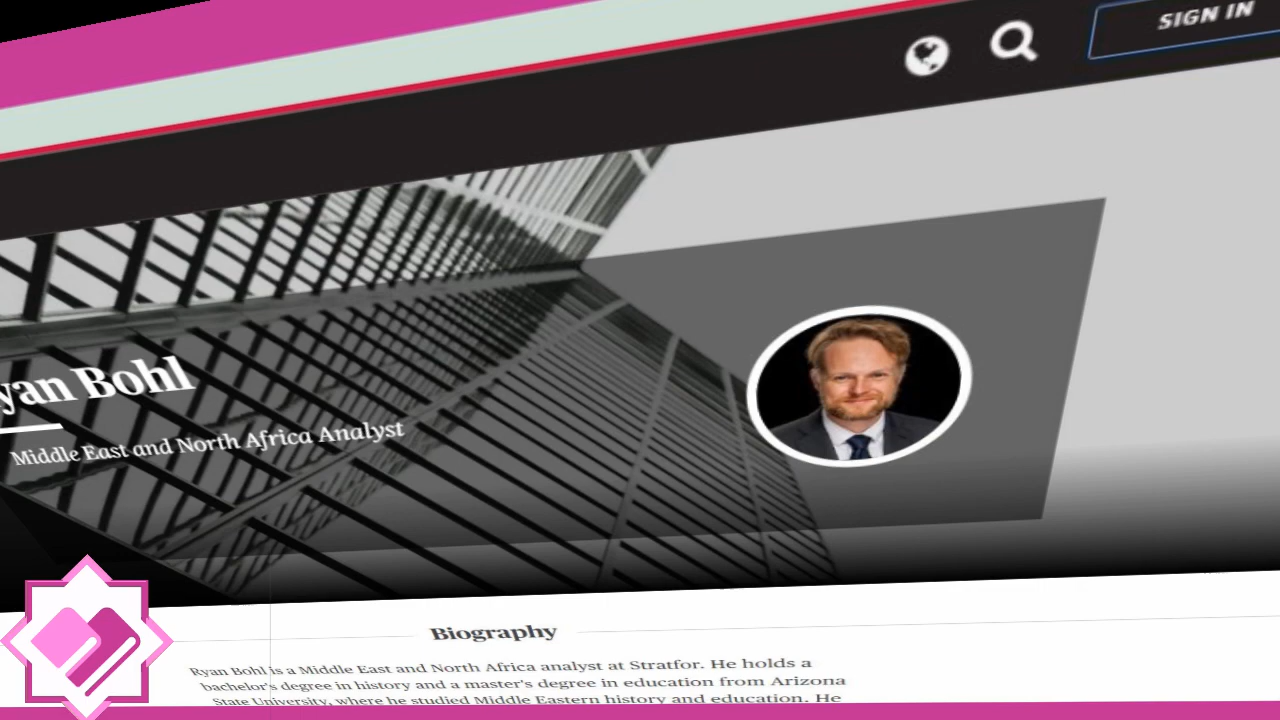 SIGN IN
yan Bohl
Middle East and North Africa Analyst
Biography
Ryan Bohl is a Middle East and North Africa analyst at Stratfor. He holds a
bachelor's degree in history and a master's degree in education from Arizona
State University, where he studied Middle Eastern history and education. He